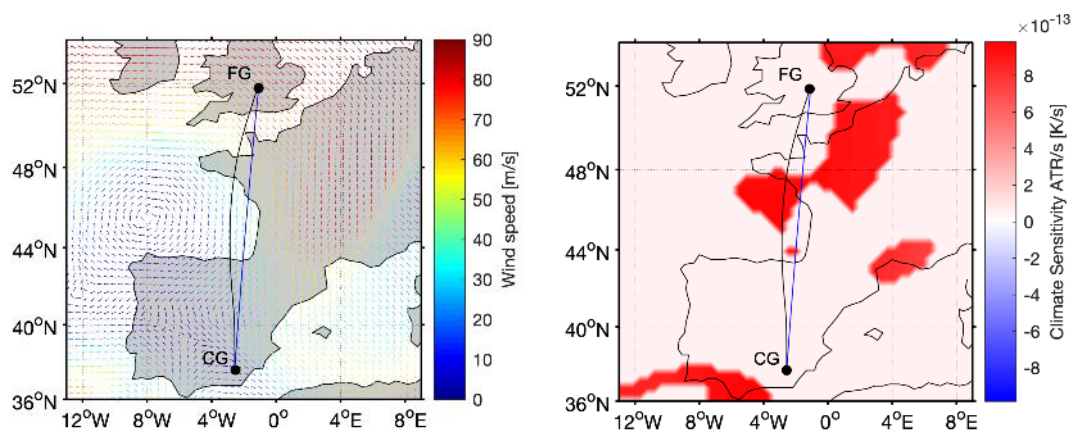 52°N
48°N
44°N
40°N
36°N
12°W 8°W 4°W 0°E 4°E 8°E
FG
CG
90
80
70
60
50
40
30
20
10
0
Wind speed [m/s]
52°N
48°N
44°N
40°N
36°N
12°W 8°W 4°W 0°E 4°E 8°E
FG
CG
×10⁻¹³
8
6
4
2
0
-2
-4
-6
-8
Climate Sensitivity ATR/s [K/s]